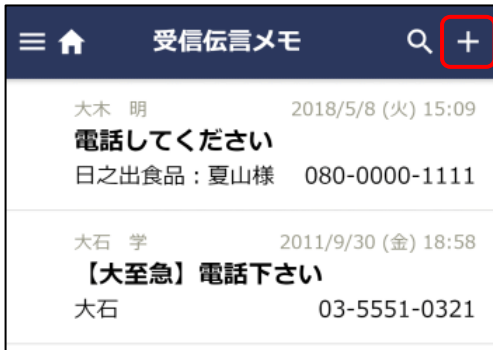 受信伝言メモ
大木 明 2018/5/8 (火) 15:09
電話してください
日之出食品：夏山様 080-0000-1111
大石 学 2011/9/30 (金) 18:58
【大至急】電話下さい
大石 03-5551-0321